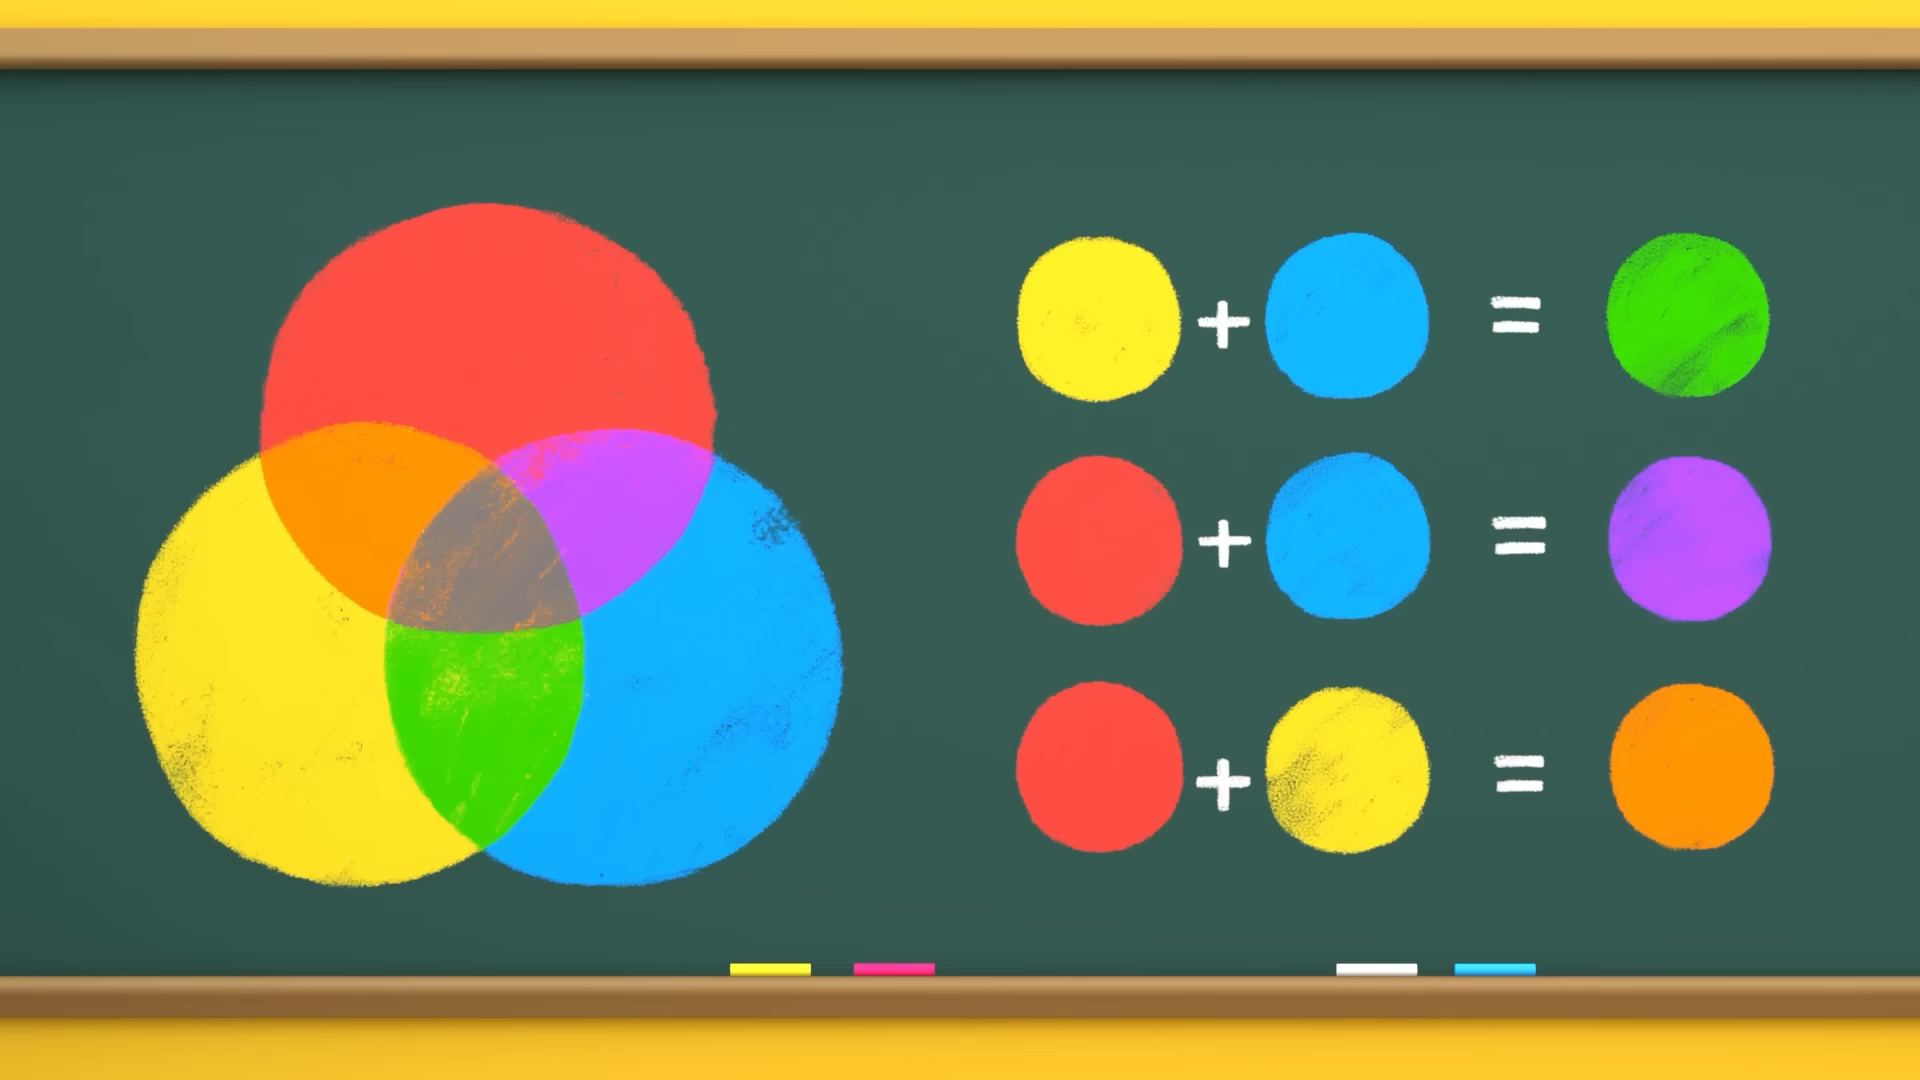 + =
+ =
+ =